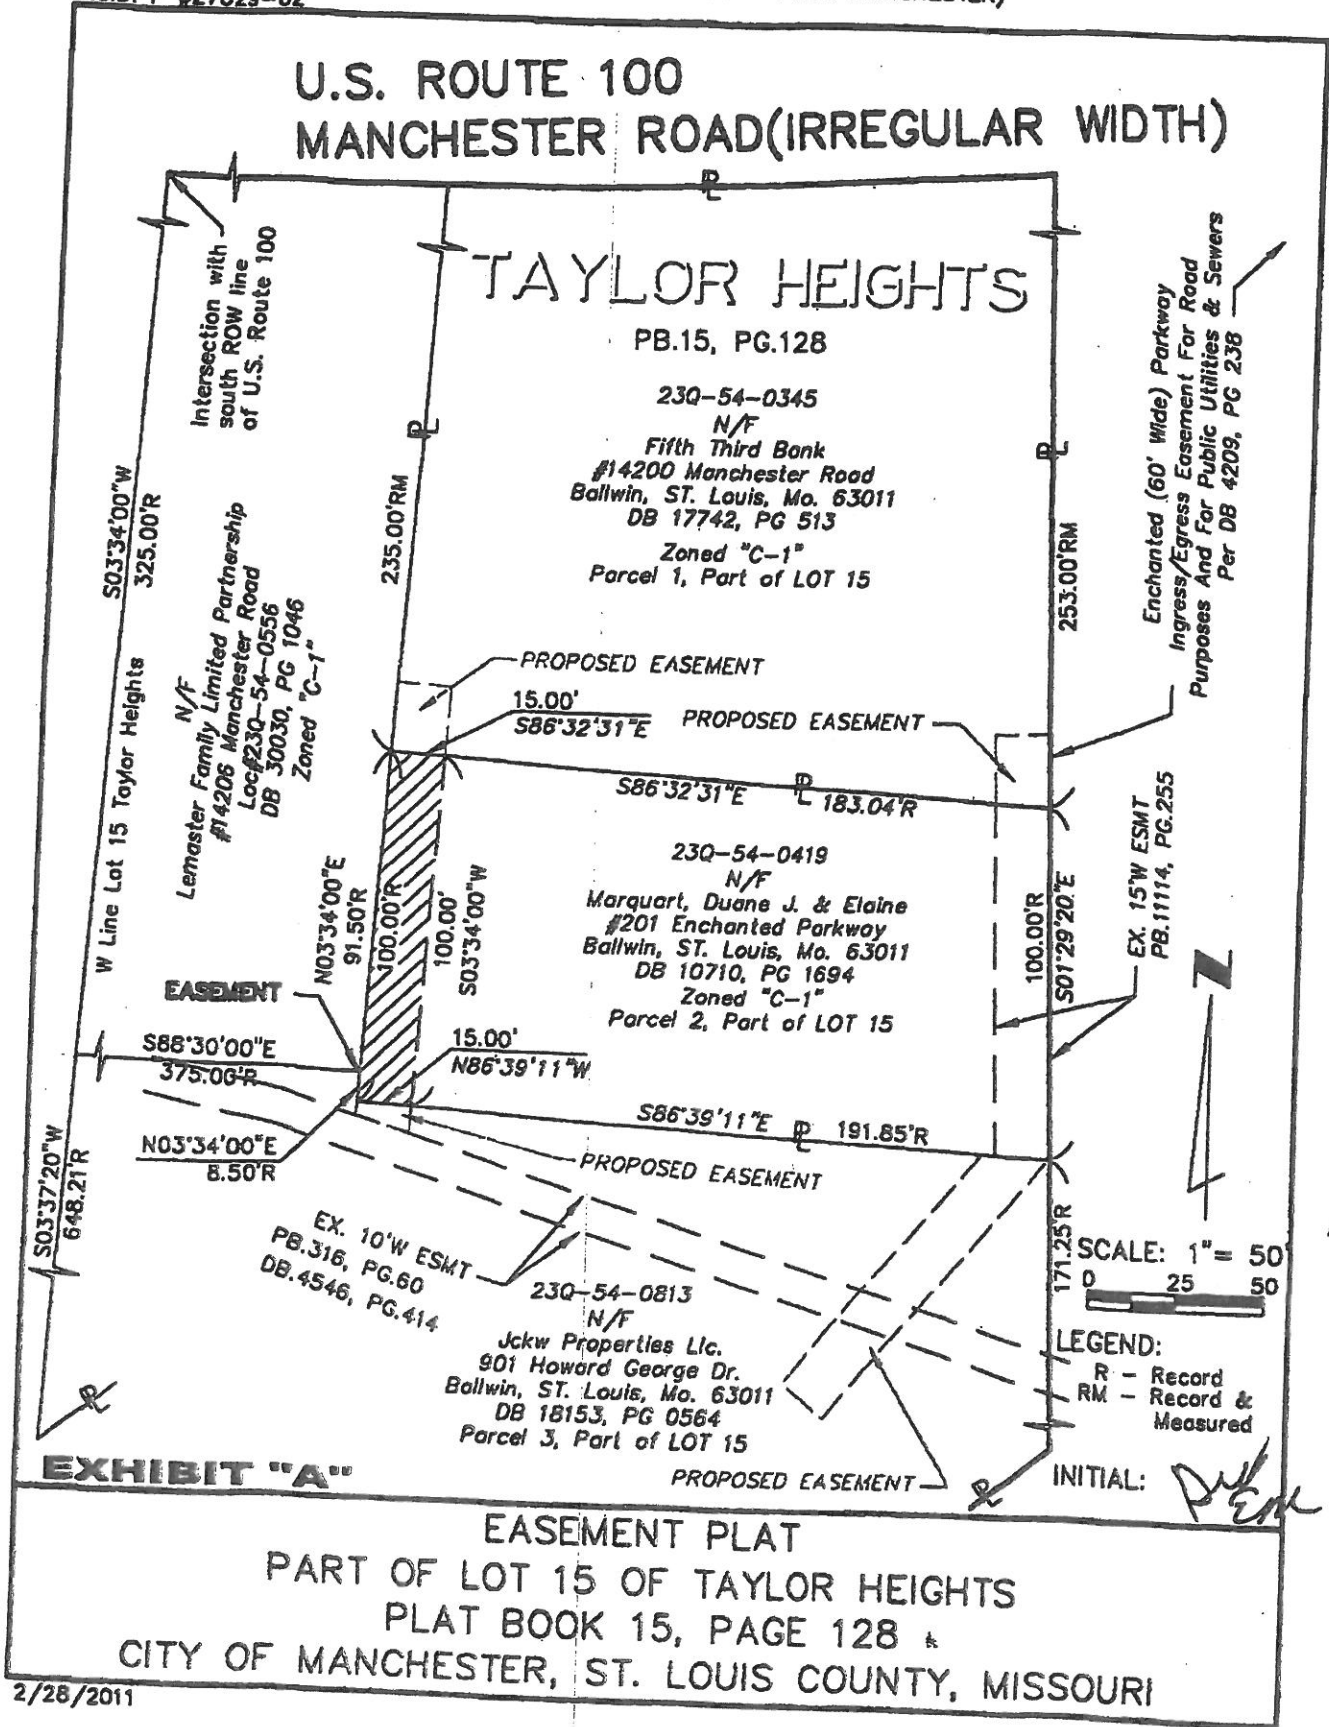 U.S. ROUTE 100
MANCHESTER ROAD(IRREGULAR WIDTH)
Intersection with
south ROW line
of U.S. Route 100
TAYLOR HEIGHTS
PB.15, PG.128
23Q-54-0345
N/F
Fifth Third Bank
#14200 Manchester Road
Ballwin, ST. Louis, Mo. 63011
DB 17742, PG 513
Zoned "C-1"
Parcel 1, Part of LOT 15
Enchanted (60' Wide) Parkway
Ingress/Egress Easement For Road
Purposes And For Public Utilities & Sewers
Per DB 4209, PG 238
S03°34'00"W
325.00'R
W Line Lot 15 Taylor Heights
N/F
Lemaster Family Limited Partnership
#14206 Manchester Road
Loc#23Q-54-0556
DB 30030, PG 1046
Zoned "C-1"
235.00'RM
253.00'RM
PROPOSED EASEMENT
15.00'
S86°32'31"E
PROPOSED EASEMENT
S86°32'31"E
PL
183.04'R
23Q-54-0419
N/F
Marquart, Duane J. & Elaine
#201 Enchanted Parkway
Ballwin, ST. Louis, Mo. 63011
DB 10710, PG 1694
Zoned "C-1"
Parcel 2, Part of LOT 15
N03°34'00"E
91.50'R
100.00'R
100.00'
S03°34'00"W
100.00'R
S01°29'20"E
EX. 15'W ESMT
PB.11114, PG.255
EASEMENT
S88°30'00"E
375.00'R
15.00'
N86°39'11"W
S86°39'11"E
PL
191.85'R
N03°34'00"E
8.50'R
PROPOSED EASEMENT
S03°37'20"W
648.21'R
EX. 10'W ESMT
PB.316, PG.60
DB.4546, PG.414
23Q-54-0813
N/F
Jckw Properties Llc.
901 Howard George Dr.
Ballwin, ST. Louis, Mo. 63011
DB 18153, PG 0564
Parcel 3, Part of LOT 15
171.25'R
N
SCALE: 1"= 50'
0 25 50
LEGEND:
R - Record
RM - Record &
Measured
PROPOSED EASEMENT
INITIAL:
EXHIBIT "A"
EASEMENT PLAT
PART OF LOT 15 OF TAYLOR HEIGHTS
PLAT BOOK 15, PAGE 128
CITY OF MANCHESTER, ST. LOUIS COUNTY, MISSOURI
2/28/2011